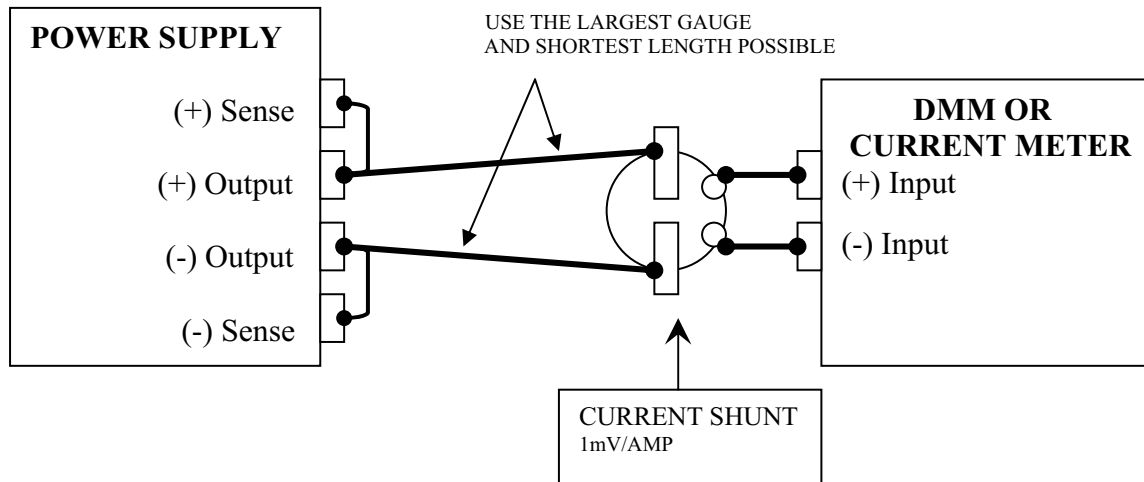 POWER SUPPLY
(+) Sense
(+) Output
(-) Output
(-) Sense
USE THE LARGEST GAUGE
AND SHORTEST LENGTH POSSIBLE
DMM OR
CURRENT METER
(+) Input
(-) Input
CURRENT SHUNT
1mV/AMP